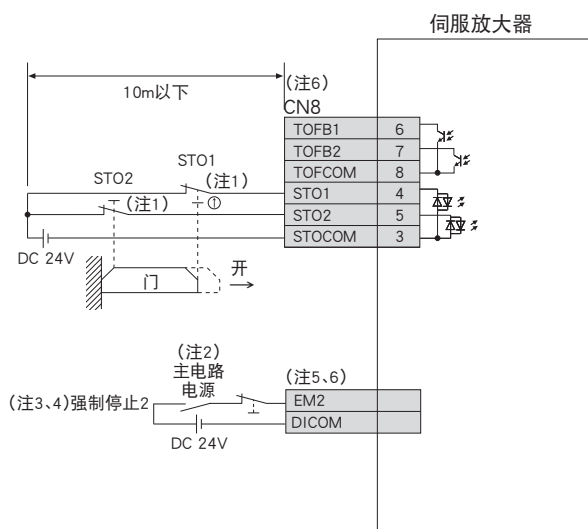 伺服放大器
10m以下
(注6)
CN8
TOFB1 6
TOFB2 7
TOFCOM 8
STO1 4
STO2 5
STOCOM 3
STO1
(注1)
①
STO2
(注1)
DC 24V
门
开
(注2)
主电路
电源
(注3、4)强制停止2
DC 24V
(注5、6)
EM2
DICOM